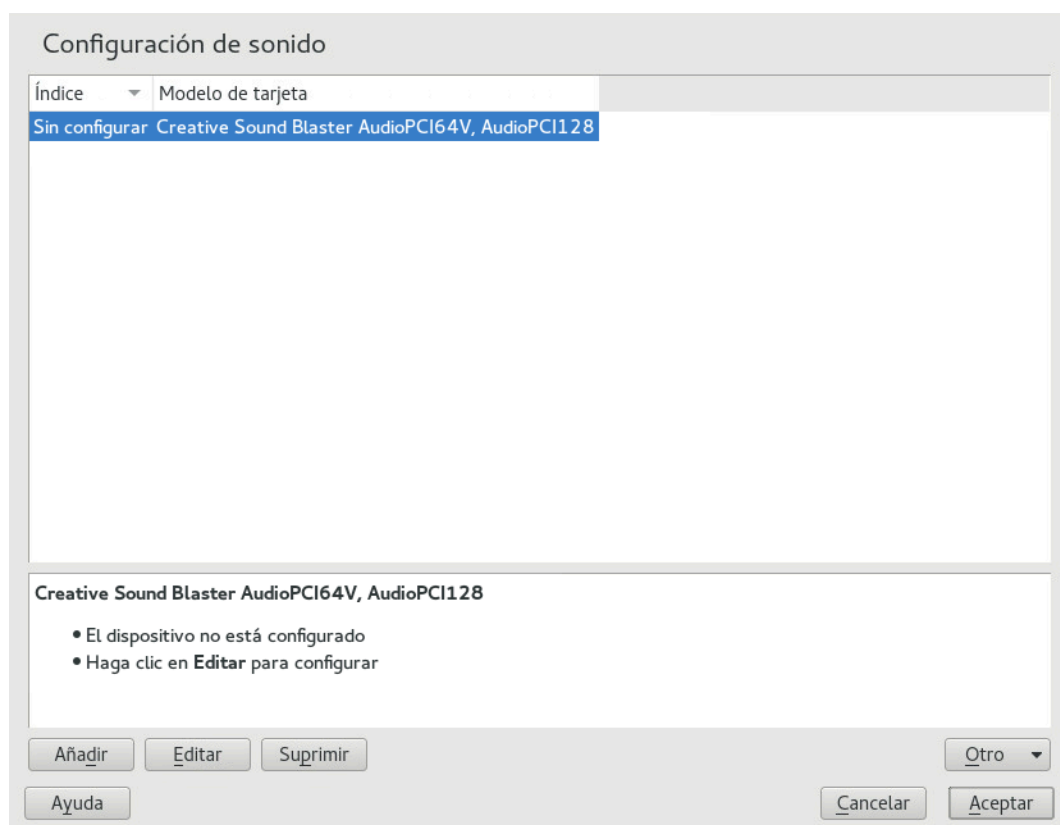 Configuración de sonido
Índice Modelo de tarjeta
Sin configurar Creative Sound Blaster AudioPCI64V, AudioPCI128
Creative Sound Blaster AudioPCI64V, AudioPCI128
• El dispositivo no está configurado
• Haga clic en Editar para configurar
Añadir Editar Suprimir Otro
Ayuda Cancelar Aceptar